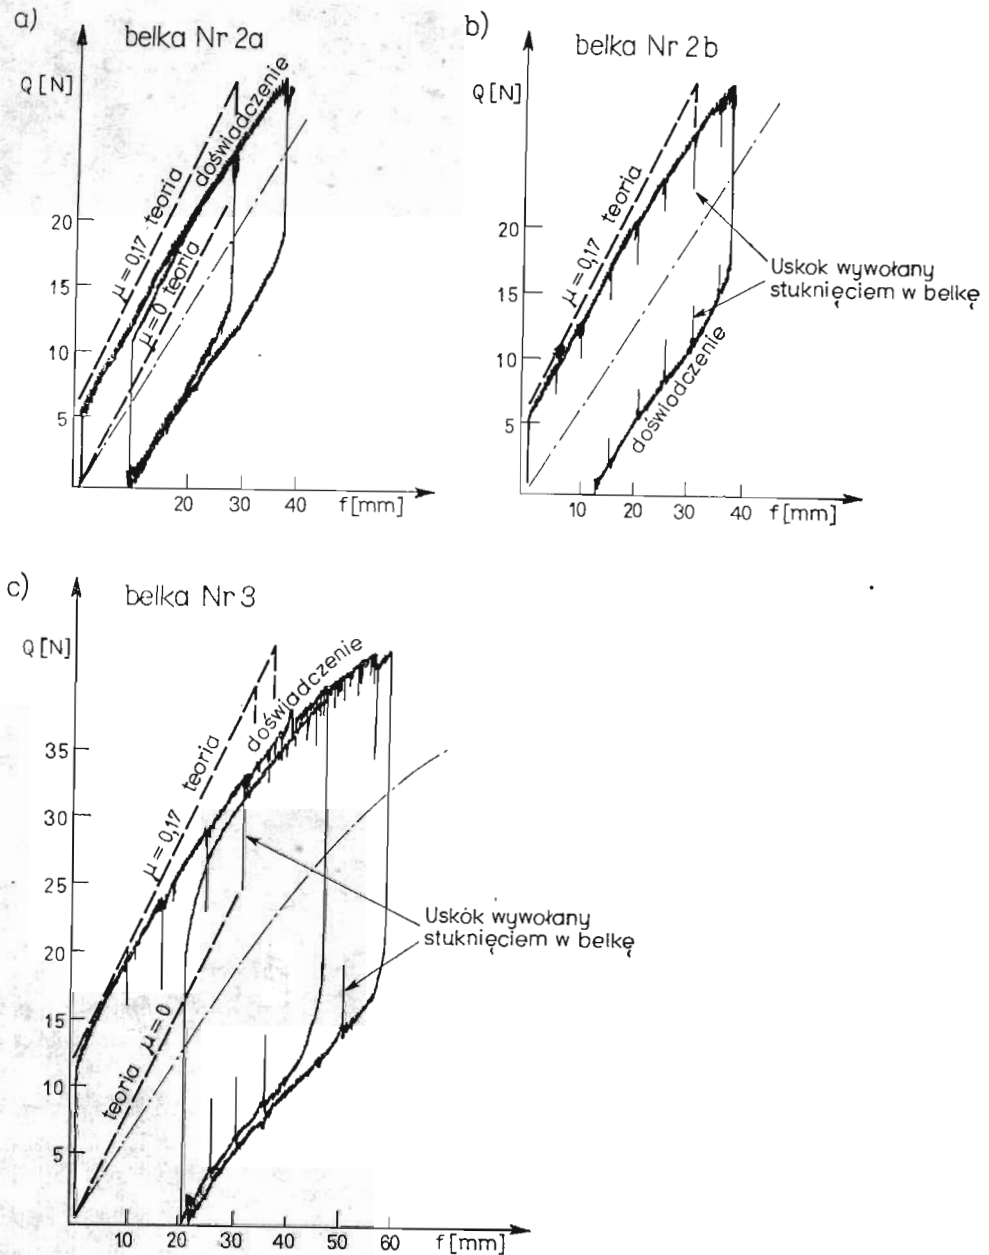 a)
belka Nr 2a
Q [N]
doświadczenie
μ = 0,17 teoria
μ = 0 teoria
20
15
10
5
20 30 40 f [mm]
b)
belka Nr 2b
Q [N]
μ = 0,17 teoria
20
15
10
5
Uskok wywołany
stuknięciem w belkę
doświadczenie
10 20 30 40 f [mm]
c)
belka Nr 3
Q [N]
doświadczenie
μ = 0,17 teoria
35
30
25
20
15
10
5
Uskok wywołany
stuknięciem w belkę
teoria μ = 0
10 20 30 40 50 60 f [mm]